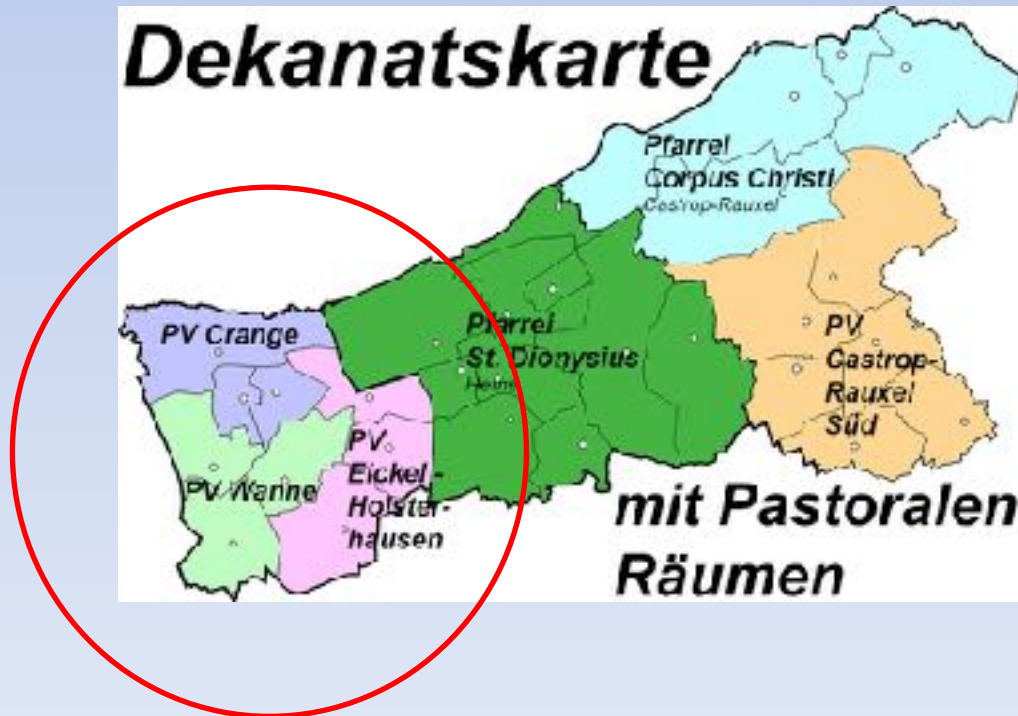 Dekanatskarte
Pfarrei
Corpus Christi
Castrop-Rauxel
PV Crange
Pfarrei
St. Dionysius
Herne
PV
Castrop-
Rauxel
Süd
PV Wanne
PV
Eickel -
Holster-
hausen
mit Pastoralen
Räumen